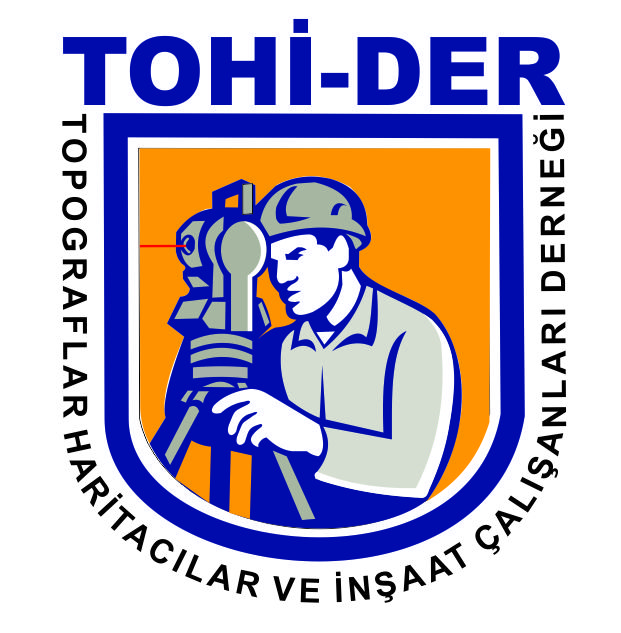 TOHİ-DER
TOPOGRAFLAR HARİTACILAR VE İNŞAAT ÇALIŞANLARI DERNEĞİ